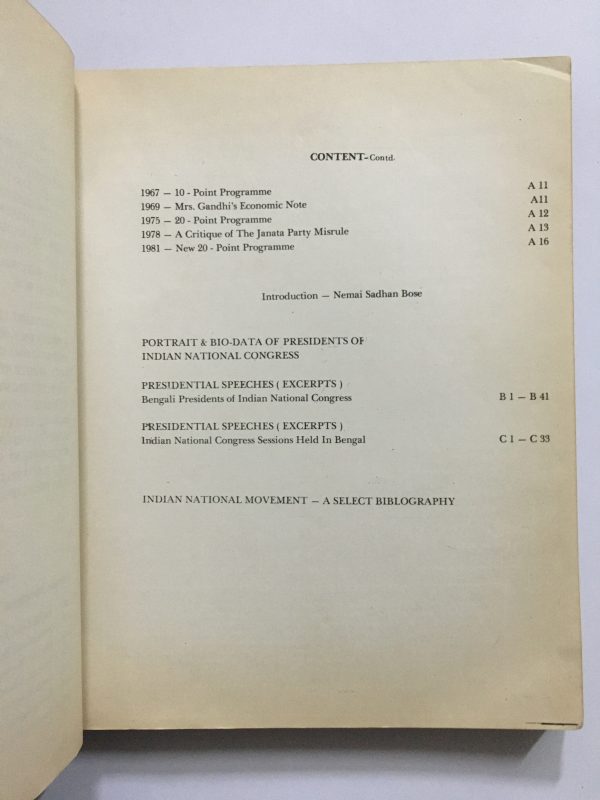 CONTENT-Contd.
1967 — 10 - Point Programme A 11
1969 — Mrs. Gandhi's Economic Note A11
1975 — 20 - Point Programme A 12
1978 — A Critique of The Janata Party Misrule A 13
1981 — New 20 - Point Programme A 16
Introduction — Nemai Sadhan Bose
PORTRAIT & BIO-DATA OF PRESIDENTS OF
INDIAN NATIONAL CONGRESS
PRESIDENTIAL SPEECHES ( EXCERPTS )
Bengali Presidents of Indian National Congress B 1 — B 41
PRESIDENTIAL SPEECHES ( EXCERPTS )
Indian National Congress Sessions Held In Bengal C 1 — C 33
INDIAN NATIONAL MOVEMENT — A SELECT BIBLOGRAPHY